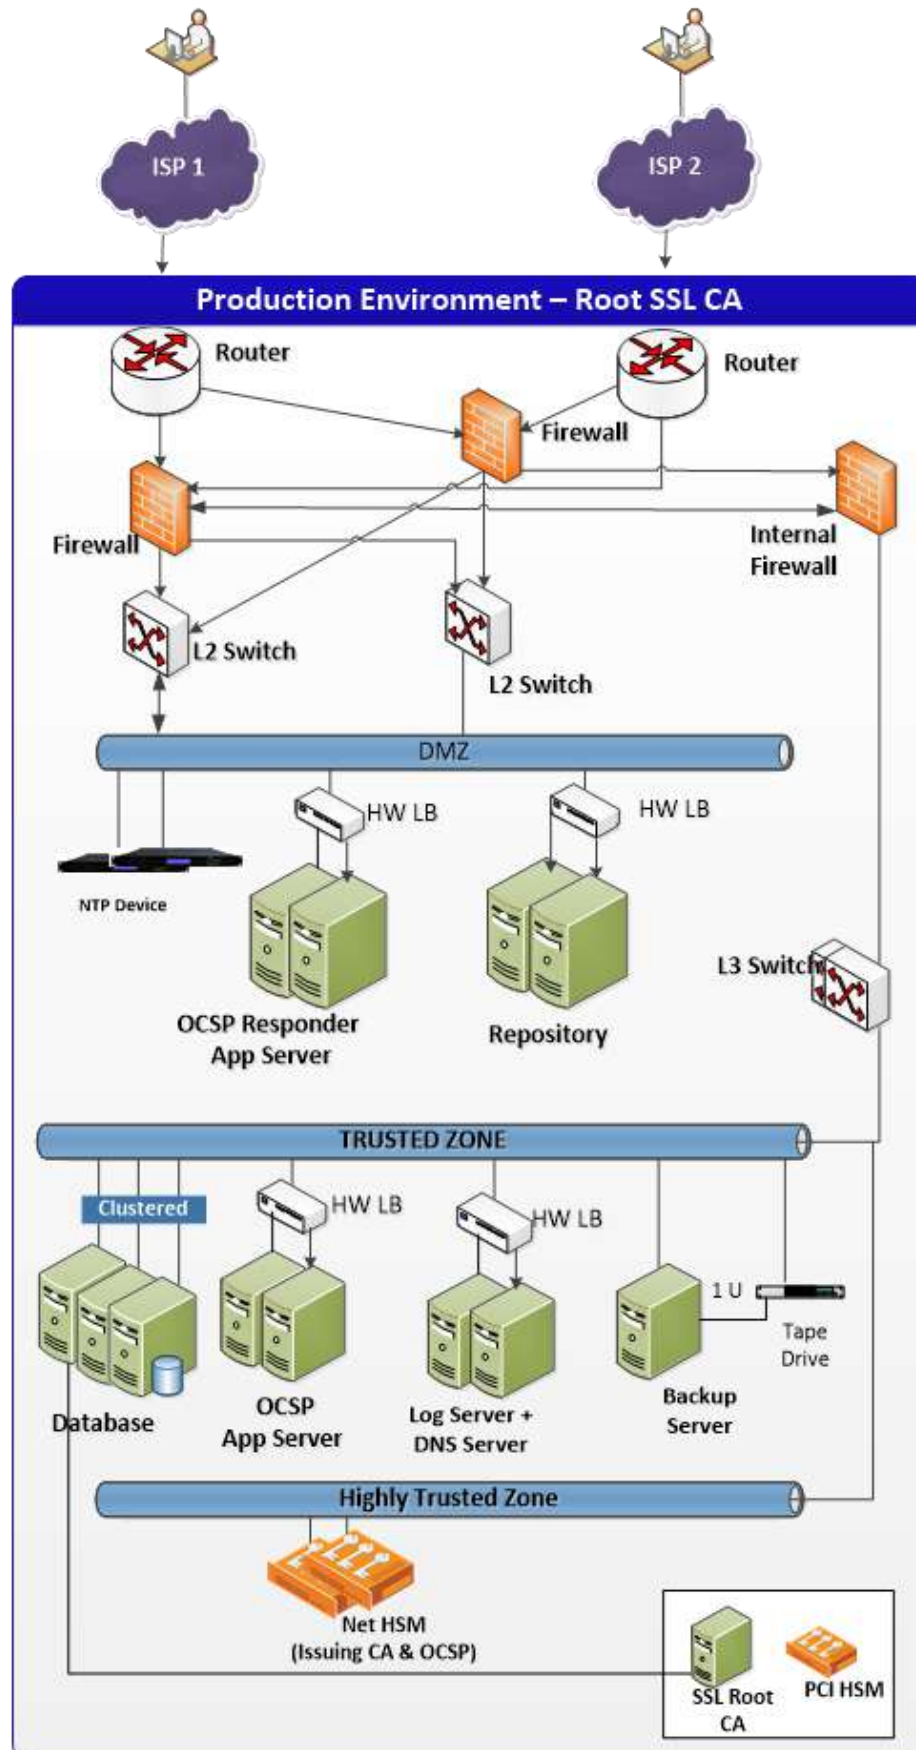 ISP 1
ISP 2
Production Environment – Root SSL CA
Router
Router
Firewall
Firewall
Internal
Firewall
L2 Switch
L2 Switch
DMZ
HW LB
HW LB
NTP Device
L3 Switch
OCSP Responder
App Server
Repository
TRUSTED ZONE
Clustered
HW LB
HW LB
1 U
Tape
Drive
Database
OCSP
App Server
Log Server +
DNS Server
Backup
Server
Highly Trusted Zone
Net HSM
(Issuing CA & OCSP)
SSL Root
CA
PCI HSM